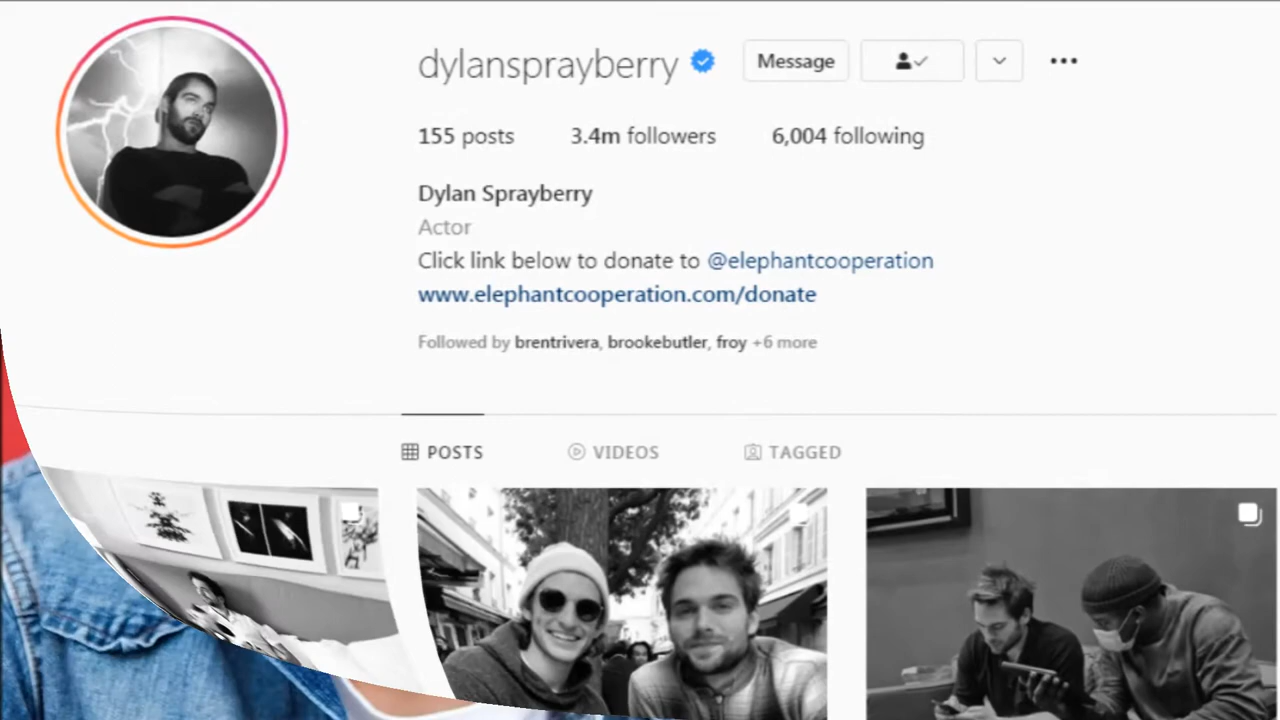 dylansprayberry Message
155 posts 3.4m followers 6,004 following
Dylan Sprayberry
Actor
Click link below to donate to @elephantcooperation
www.elephantcooperation.com/donate
Followed by brentrivera, brookebutler, froy +6 more
POSTS VIDEOS TAGGED